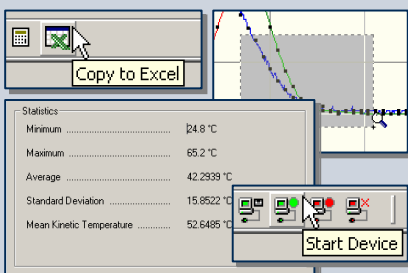 Copy to Excel
Statistics
Minimum ........................ 24.8 °C
Maximum ........................ 65.2 °C
Average ........................ 42.2939 °C
Standard Deviation ........................ 15.8522 °C
Mean Kinetic Temperature ............... 52.6485 °C
Start Device